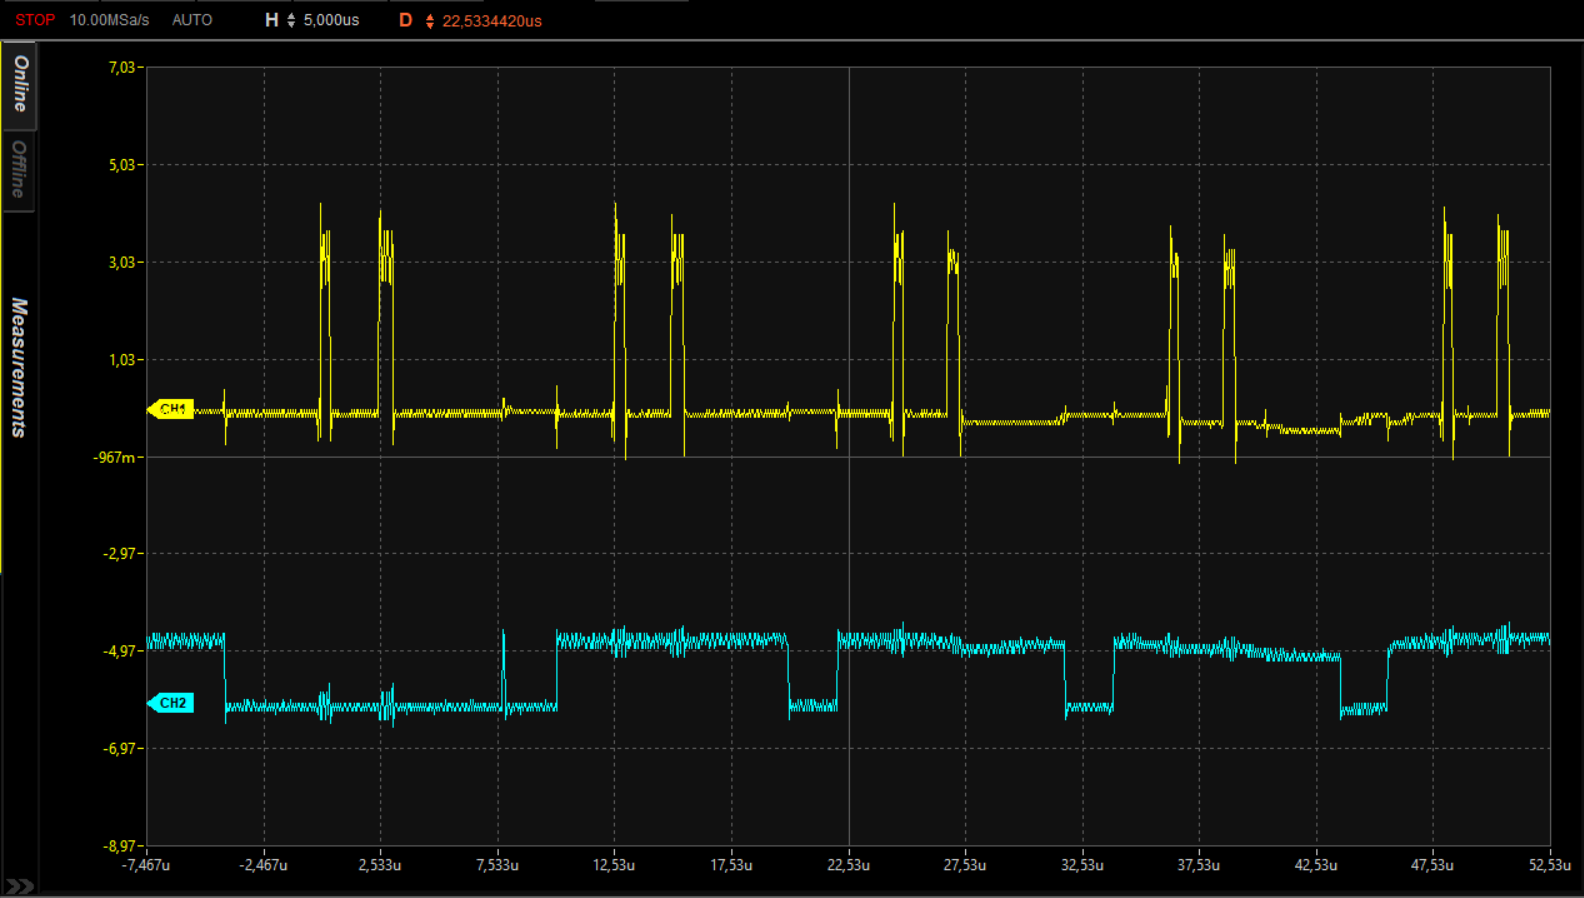 STOP 10.00MSa/s AUTO H 5,000us D 22,5334420us
Online
Offline
Measurements
7,03
5,03
3,03
1,03
CH1
-967m
-2,97
-4,97
CH2
-6,97
-8,97
-7,467u -2,467u 2,533u 7,533u 12,53u 17,53u 22,53u 27,53u 32,53u 37,53u 42,53u 47,53u 52,53u